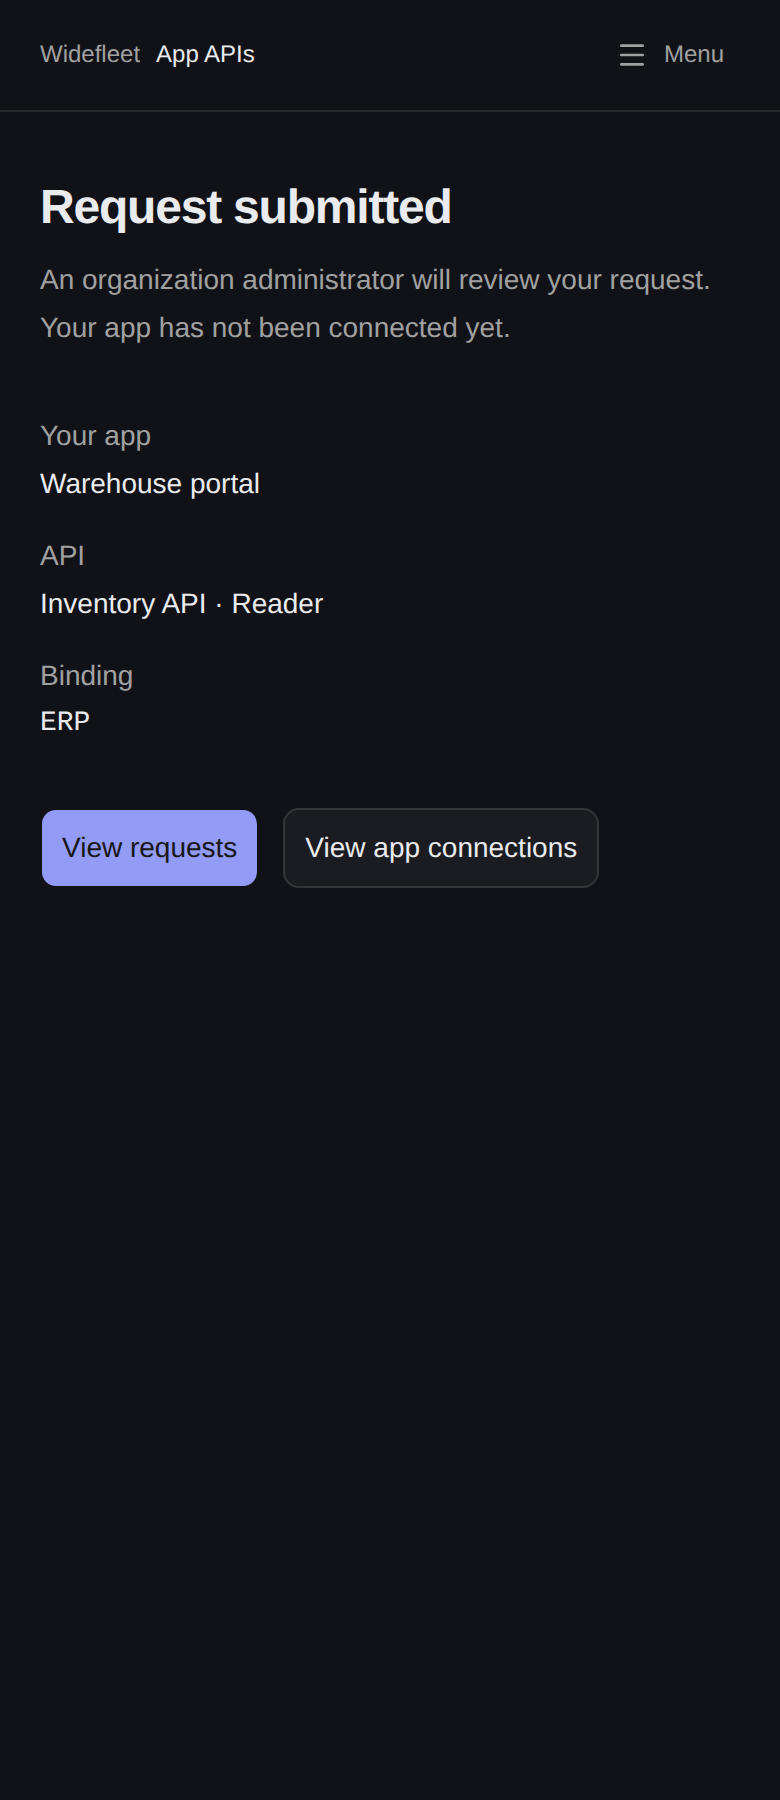 Widefleet App APIs
Menu
Request submitted
An organization administrator will review your request.
Your app has not been connected yet.
Your app
Warehouse portal
API
Inventory API · Reader
Binding
ERP
View requests
View app connections